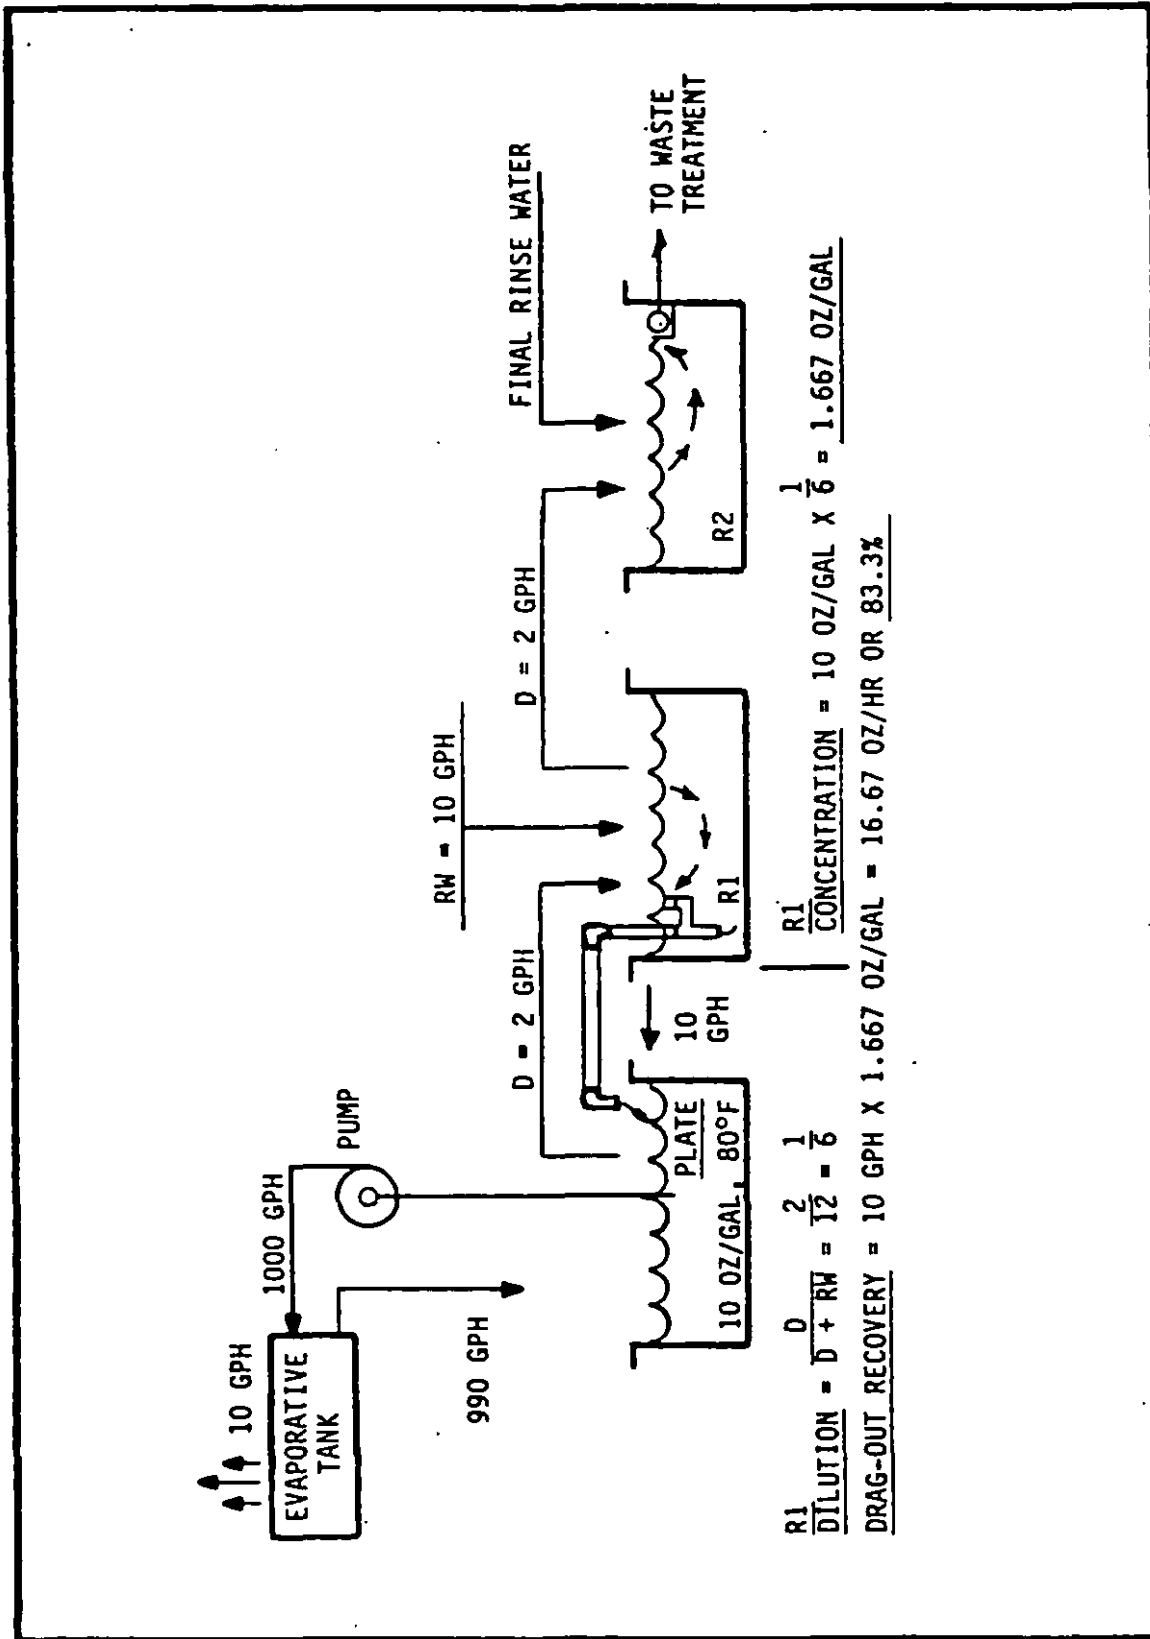 10 GPH
EVAPORATIVE
TANK
1000 GPH
PUMP
990 GPH
D = 2 GPH
RW = 10 GPH
D = 2 GPH
FINAL RINSE WATER
10 OZ/GAL, 80°F
PLATE
10
GPH
R1
R2
TO WASTE
TREATMENT
R1
DILUTION = D / D + RW = 2 / 12 = 1 / 6
R1
CONCENTRATION = 10 OZ/GAL X 1 / 6 = 1.667 OZ/GAL
DRAG-OUT RECOVERY = 10 GPH X 1.667 OZ/GAL = 16.67 OZ/HR OR 83.3%